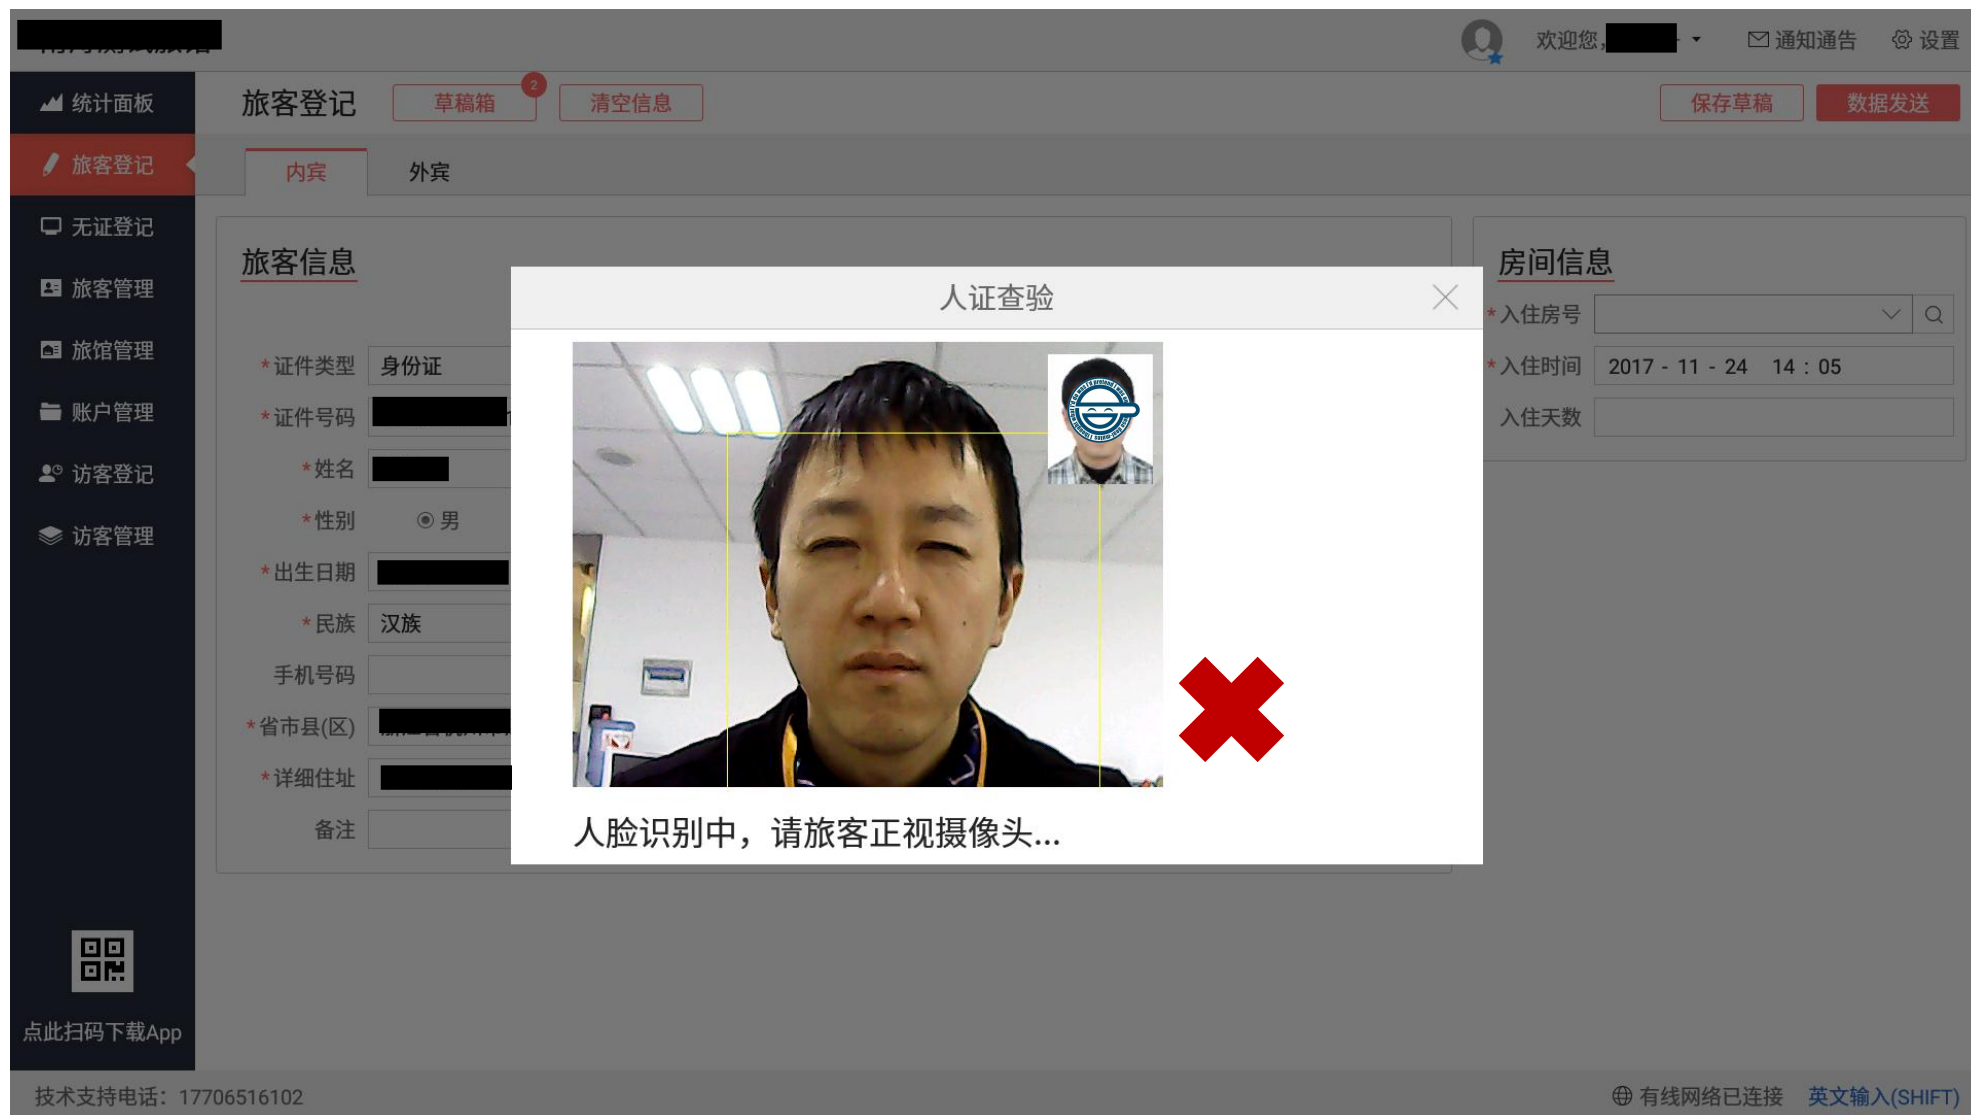 欢迎您,
通知通告
设置
统计面板
旅客登记
草稿箱
2
清空信息
保存草稿
数据发送
旅客登记
内宾
外宾
无证登记
旅客管理
旅馆管理
账户管理
访客登记
访客管理
旅客信息
房间信息
人证查验
*入住房号
*证件类型
身份证
*入住时间
2017 - 11 - 24 14 : 05
*证件号码
入住天数
*姓名
*性别
男
*出生日期
*民族
汉族
手机号码
*省市县(区)
*详细住址
备注
人脸识别中，请旅客正视摄像头...
点此扫码下载App
技术支持电话：17706516102
有线网络已连接
英文输入(SHIFT)